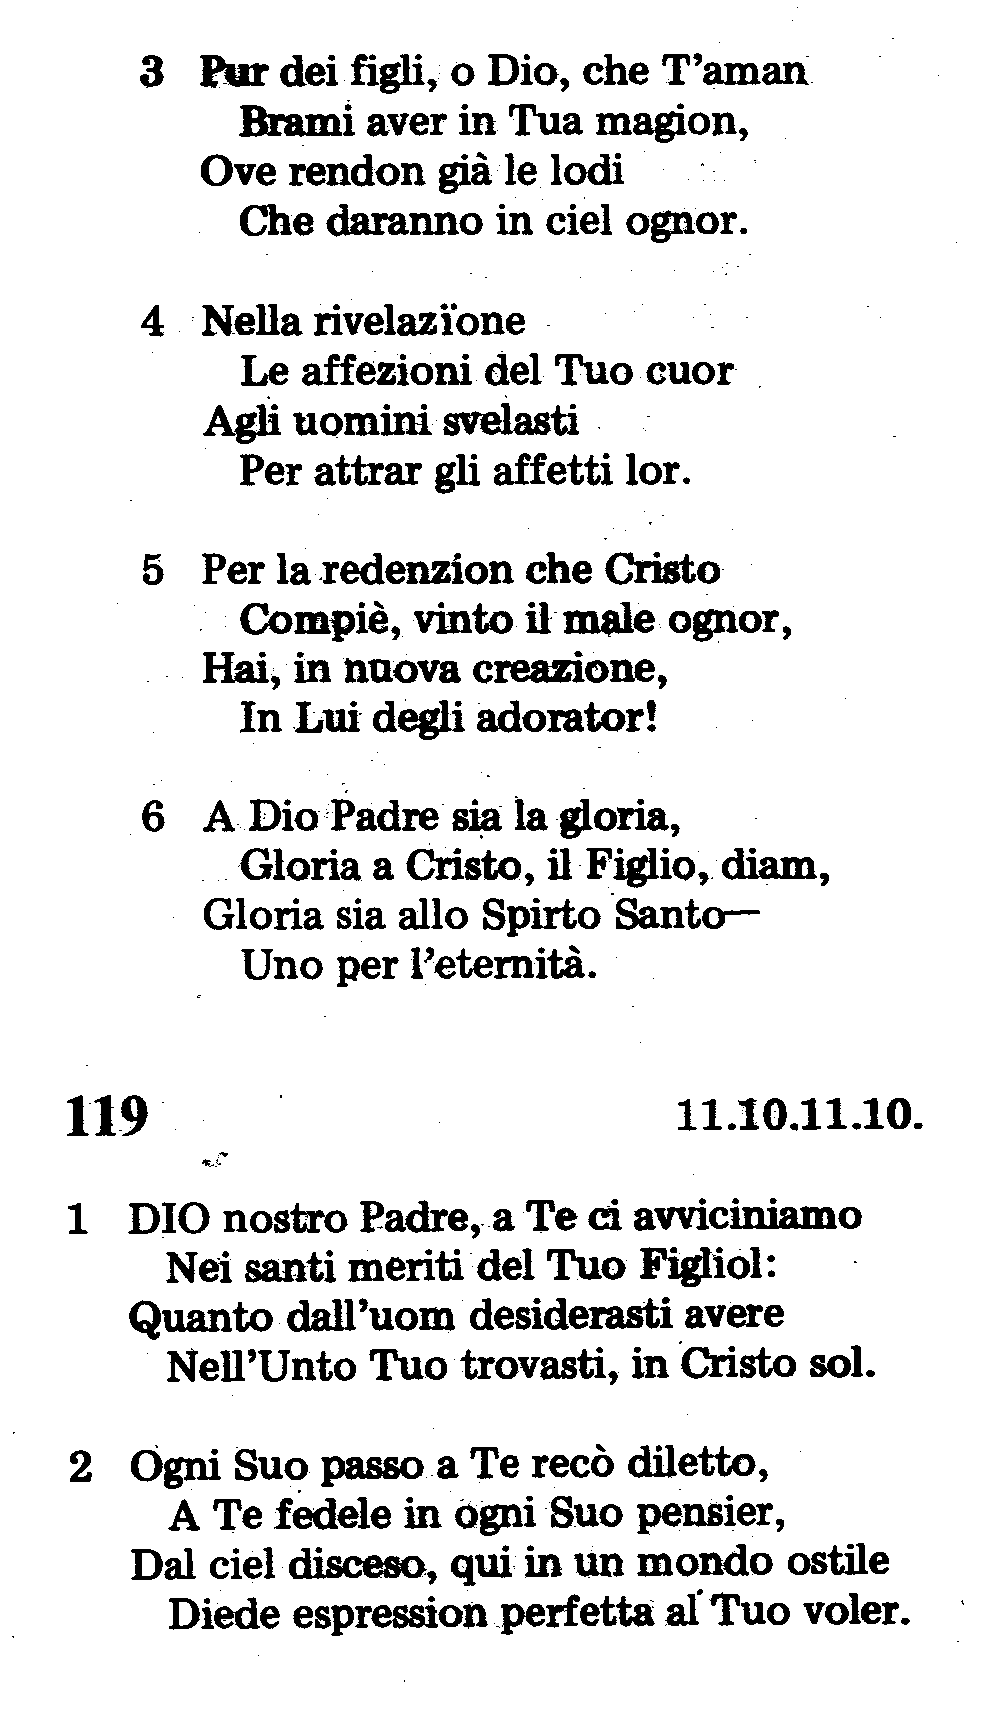 3 Pur dei figli, o Dio, che T'aman
Brami aver in Tua magion,
Ove rendon già le lodi
Che daranno in ciel ognor.
4 Nella rivelazïone
Le affezioni del Tuo cuor
Agli uomini svelasti
Per attrar gli affetti lor.
5 Per la redenzion che Cristo
Compiè, vinto il male ognor,
Hai, in nuova creazione,
In Lui degli adorator!
6 A Dio Padre sia la gloria,
Gloria a Cristo, il Figlio, diam,
Gloria sia allo Spirto Santo—
Uno per l'eternità.
119 11.10.11.10.
1 DIO nostro Padre, a Te ci avviciniamo
Nei santi meriti del Tuo Figliol:
Quanto dall'uom desiderasti avere
Nell'Unto Tuo trovasti, in Cristo sol.
2 Ogni Suo passo a Te recò diletto,
A Te fedele in ogni Suo pensier,
Dal ciel disceso, qui in un mondo ostile
Diede espression perfetta al Tuo voler.